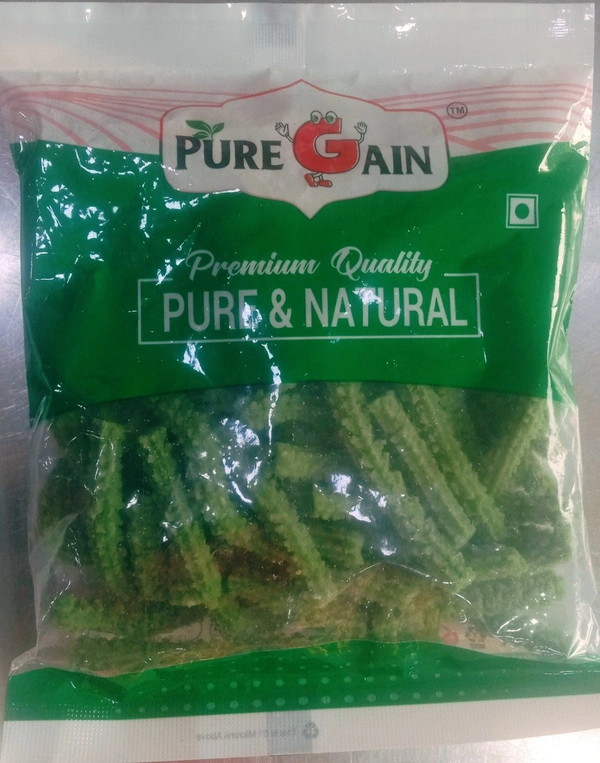 PURE GAIN
TM
Premium Quality
PURE & NATURAL